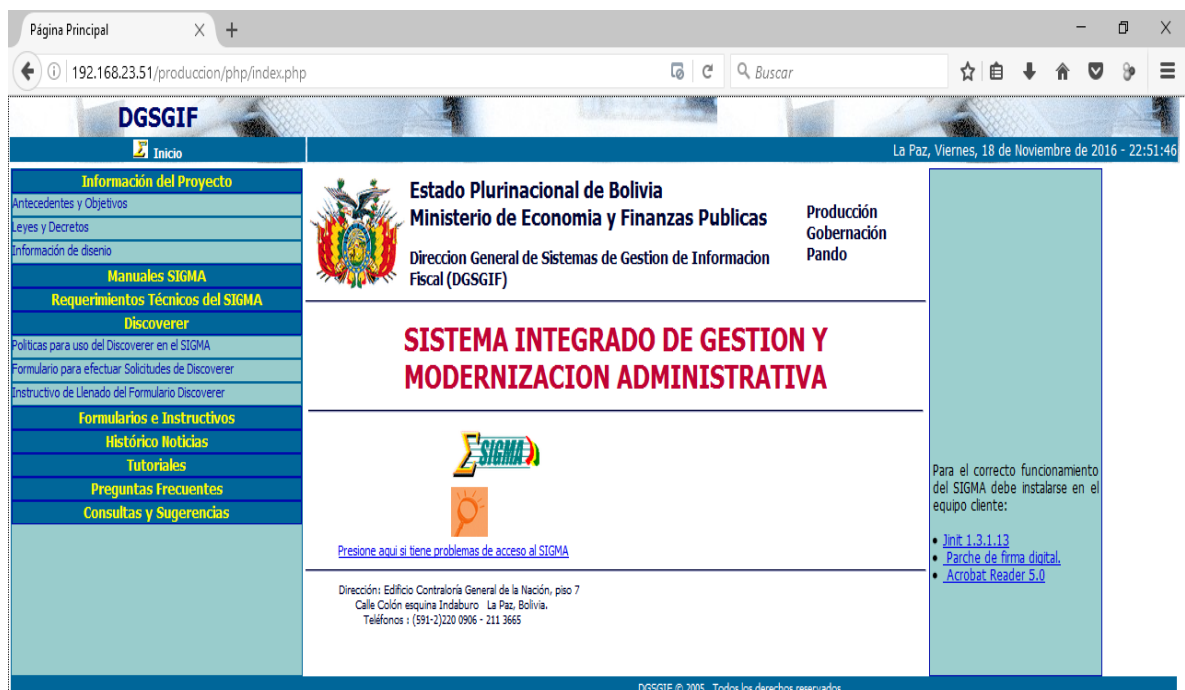 Página Principal
192.168.23.51/produccion/php/index.php
Buscar
DGSGIF
Inicio
La Paz, Viernes, 18 de Noviembre de 2016 - 22:51:46
Información del Proyecto
Antecedentes y Objetivos
Leyes y Decretos
Información de disenio
Manuales SIGMA
Requerimientos Técnicos del SIGMA
Discoverer
Politicas para uso del Discoverer en el SIGMA
Formulario para efectuar Solicitudes de Discoverer
Instructivo de Llenado del Formulario Discoverer
Formularios e Instructivos
Histórico Noticias
Tutoriales
Preguntas Frecuentes
Consultas y Sugerencias
Estado Plurinacional de Bolivia
Ministerio de Economia y Finanzas Publicas
Direccion General de Sistemas de Gestion de Informacion
Fiscal (DGSGIF)
Producción
Gobernación
Pando
SISTEMA INTEGRADO DE GESTION Y
MODERNIZACION ADMINISTRATIVA
SIGMA
Presione aqui si tiene problemas de acceso al SIGMA
Dirección: Edificio Contraloría General de la Nación, piso 7
Calle Colón esquina Indaburo La Paz, Bolivia.
Teléfonos : (591-2)220 0906 - 211 3665
Para el correcto funcionamiento
del SIGMA debe instalarse en el
equipo cliente:
Jinit 1.3.1.13
Parche de firma digital.
Acrobat Reader 5.0
DGSGIF © 2005 Todos los derechos reservados